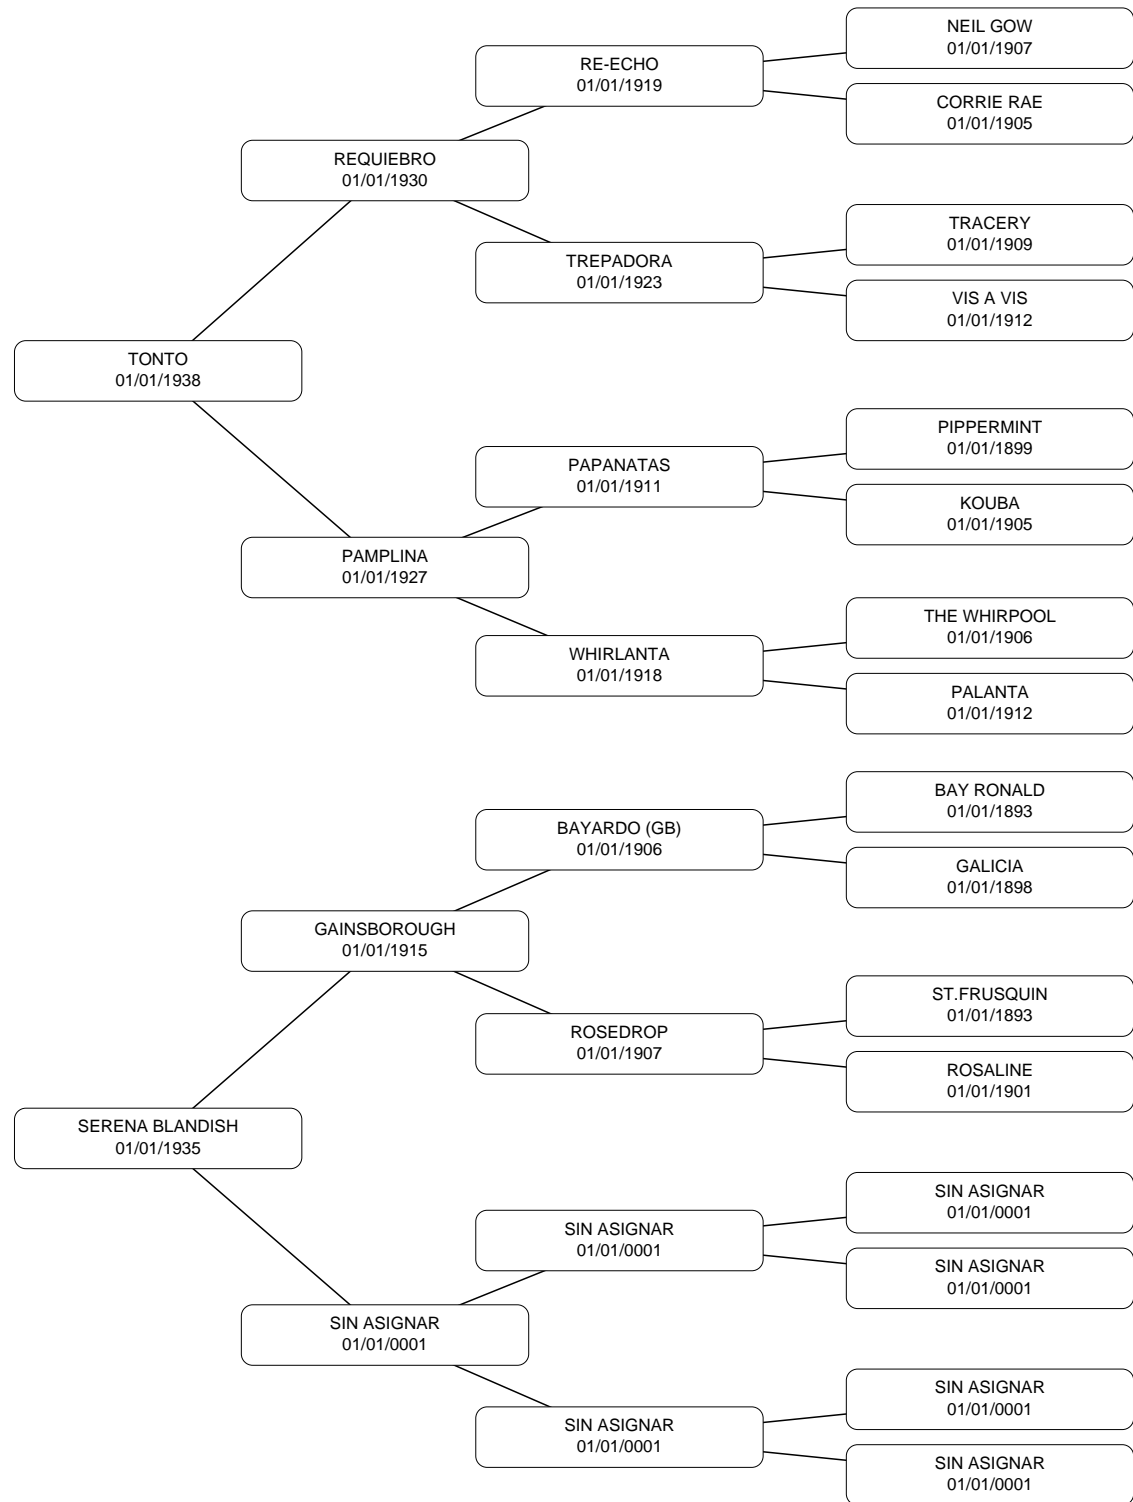 NEIL GOW
01/01/1907
RE-ECHO
01/01/1919
CORRIE RAE
01/01/1905
REQUIEBRO
01/01/1930
TRACERY
01/01/1909
TREPADORA
01/01/1923
VIS A VIS
01/01/1912
TONTO
01/01/1938
PIPPERMINT
01/01/1899
PAPANATAS
01/01/1911
KOUBA
01/01/1905
PAMPLINA
01/01/1927
THE WHIRPOOL
01/01/1906
WHIRLANTA
01/01/1918
PALANTA
01/01/1912
BAY RONALD
01/01/1893
BAYARDO (GB)
01/01/1906
GALICIA
01/01/1898
GAINSBOROUGH
01/01/1915
ST.FRUSQUIN
01/01/1893
ROSEDROP
01/01/1907
ROSALINE
01/01/1901
SERENA BLANDISH
01/01/1935
SIN ASIGNAR
01/01/0001
SIN ASIGNAR
01/01/0001
SIN ASIGNAR
01/01/0001
SIN ASIGNAR
01/01/0001
SIN ASIGNAR
01/01/0001
SIN ASIGNAR
01/01/0001
SIN ASIGNAR
01/01/0001